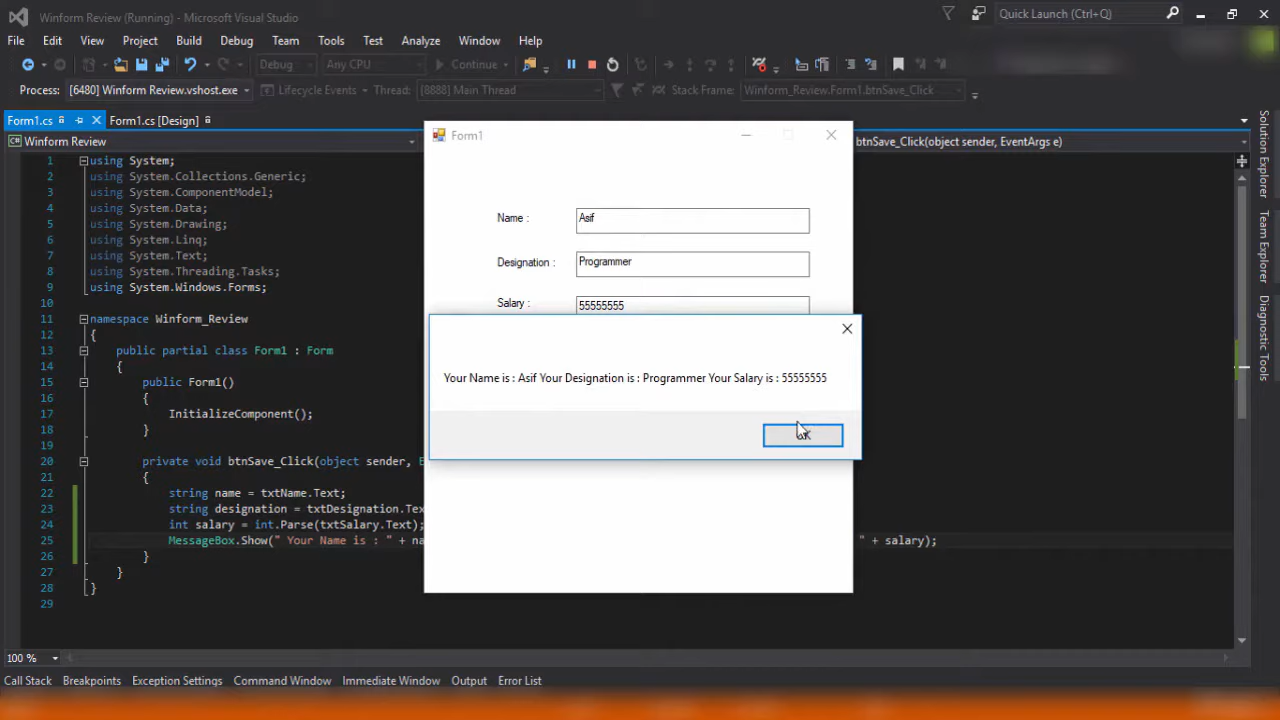 Winform Review (Running) - Microsoft Visual Studio
Quick Launch (Ctrl+Q)
File Edit View Project Build Debug Team Tools Test Analyze Window Help
Debug Any CPU Continue
Process: [6480] Winform Review.vshost.exe Lifecycle Events Thread: [8888] Main Thread Stack Frame: Winform_Review.Form1.btnSave_Click
Form1.cs Form1.cs [Design]
Winform Review btnSave_Click(object sender, EventArgs e)
1 using System;
2 using System.Collections.Generic;
3 using System.ComponentModel;
4 using System.Data;
5 using System.Drawing;
6 using System.Linq;
7 using System.Text;
8 using System.Threading.Tasks;
9 using System.Windows.Forms;
10
11 namespace Winform_Review
12 {
13 public partial class Form1 : Form
14 {
15 public Form1()
16 {
17 InitializeComponent();
18 }
19
20 private void btnSave_Click(object sender,
21 {
22 string name = txtName.Text;
23 string designation = txtDesignation.Tex
24 int salary = int.Parse(txtSalary.Text);
25 MessageBox.Show(" Your Name is : " + na " + salary);
26 }
27 }
28 }
29
Form1
Name : Asif
Designation : Programmer
Salary : 55555555
Your Name is : Asif Your Designation is : Programmer Your Salary is : 55555555
Solution Explorer
Team Explorer
Diagnostic Tools
100 %
Call Stack Breakpoints Exception Settings Command Window Immediate Window Output Error List